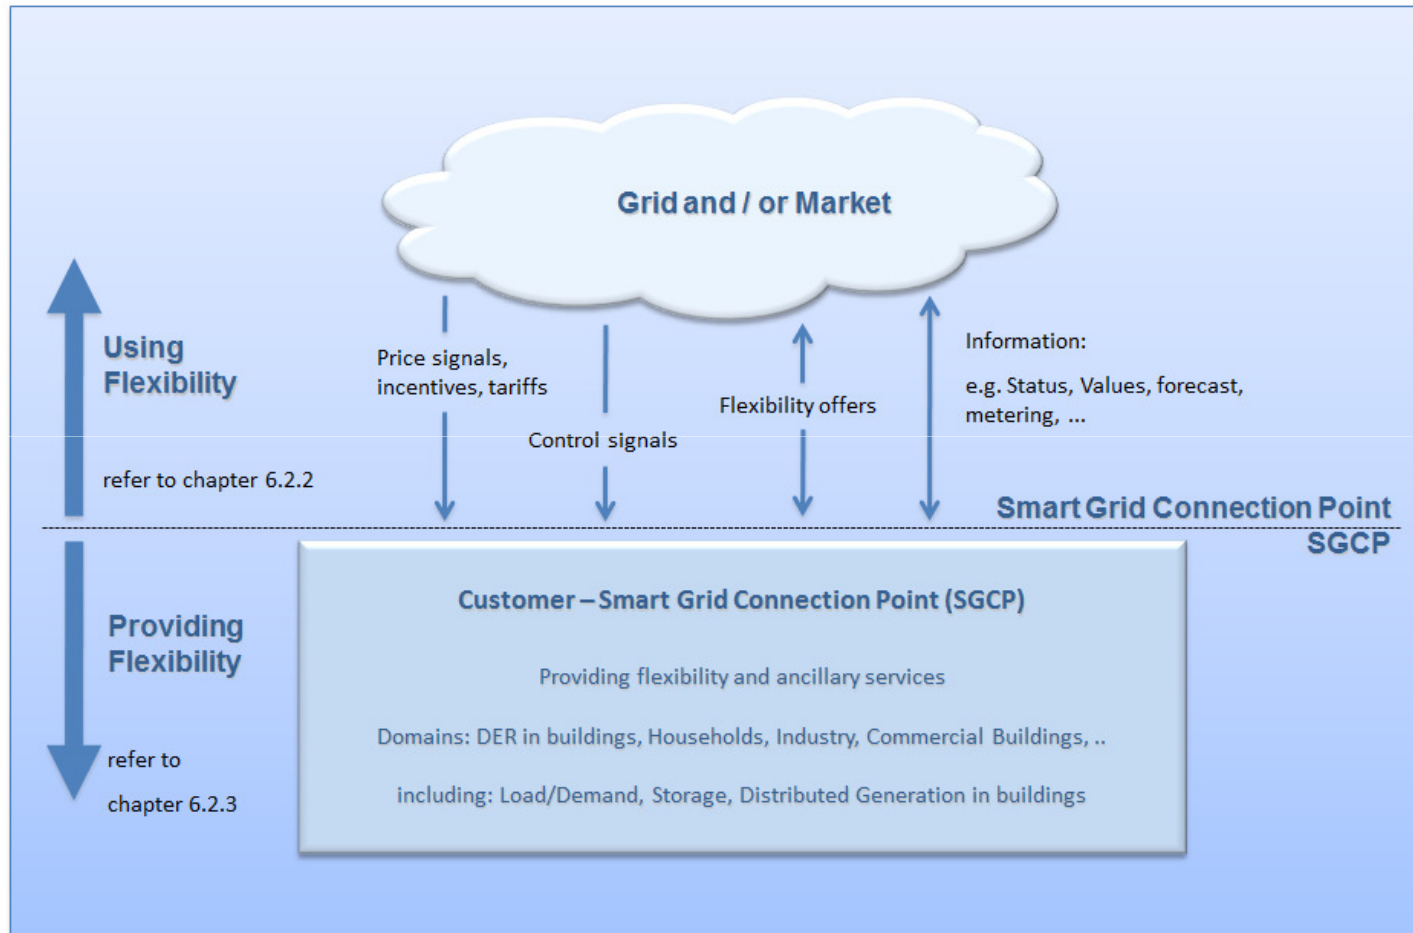 Grid and / or Market
Using
Flexibility
refer to chapter 6.2.2
Price signals,
incentives, tariffs
Control signals
Flexibility offers
Information:
e.g. Status, Values, forecast,
metering, ...
Smart Grid Connection Point
SGCP
Providing
Flexibility
refer to
chapter 6.2.3
Customer – Smart Grid Connection Point (SGCP)
Providing flexibility and ancillary services
Domains: DER in buildings, Households, Industry, Commercial Buildings, ..
including: Load/Demand, Storage, Distributed Generation in buildings